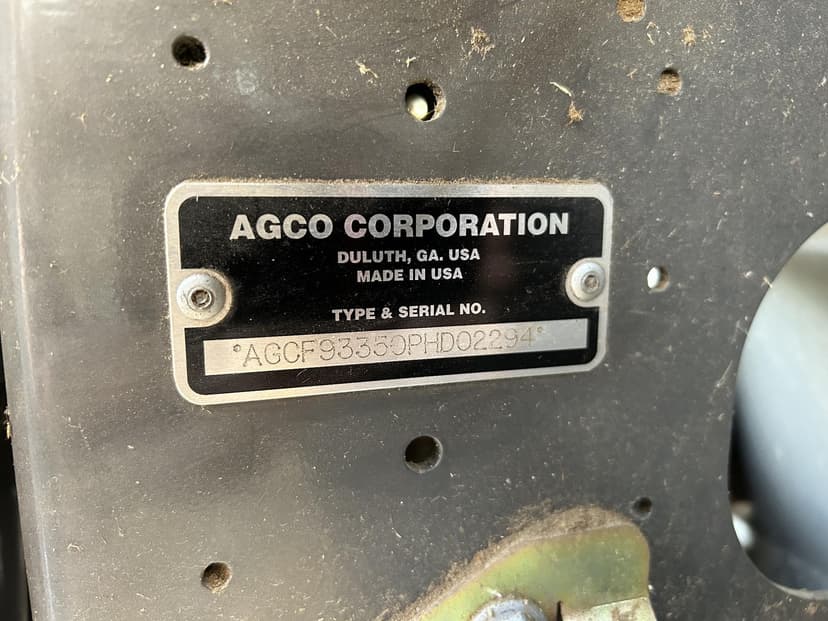 AGCO CORPORATION
DULUTH, GA. USA
MADE IN USA
TYPE & SERIAL NO.
*AGCF93350PHD02294*